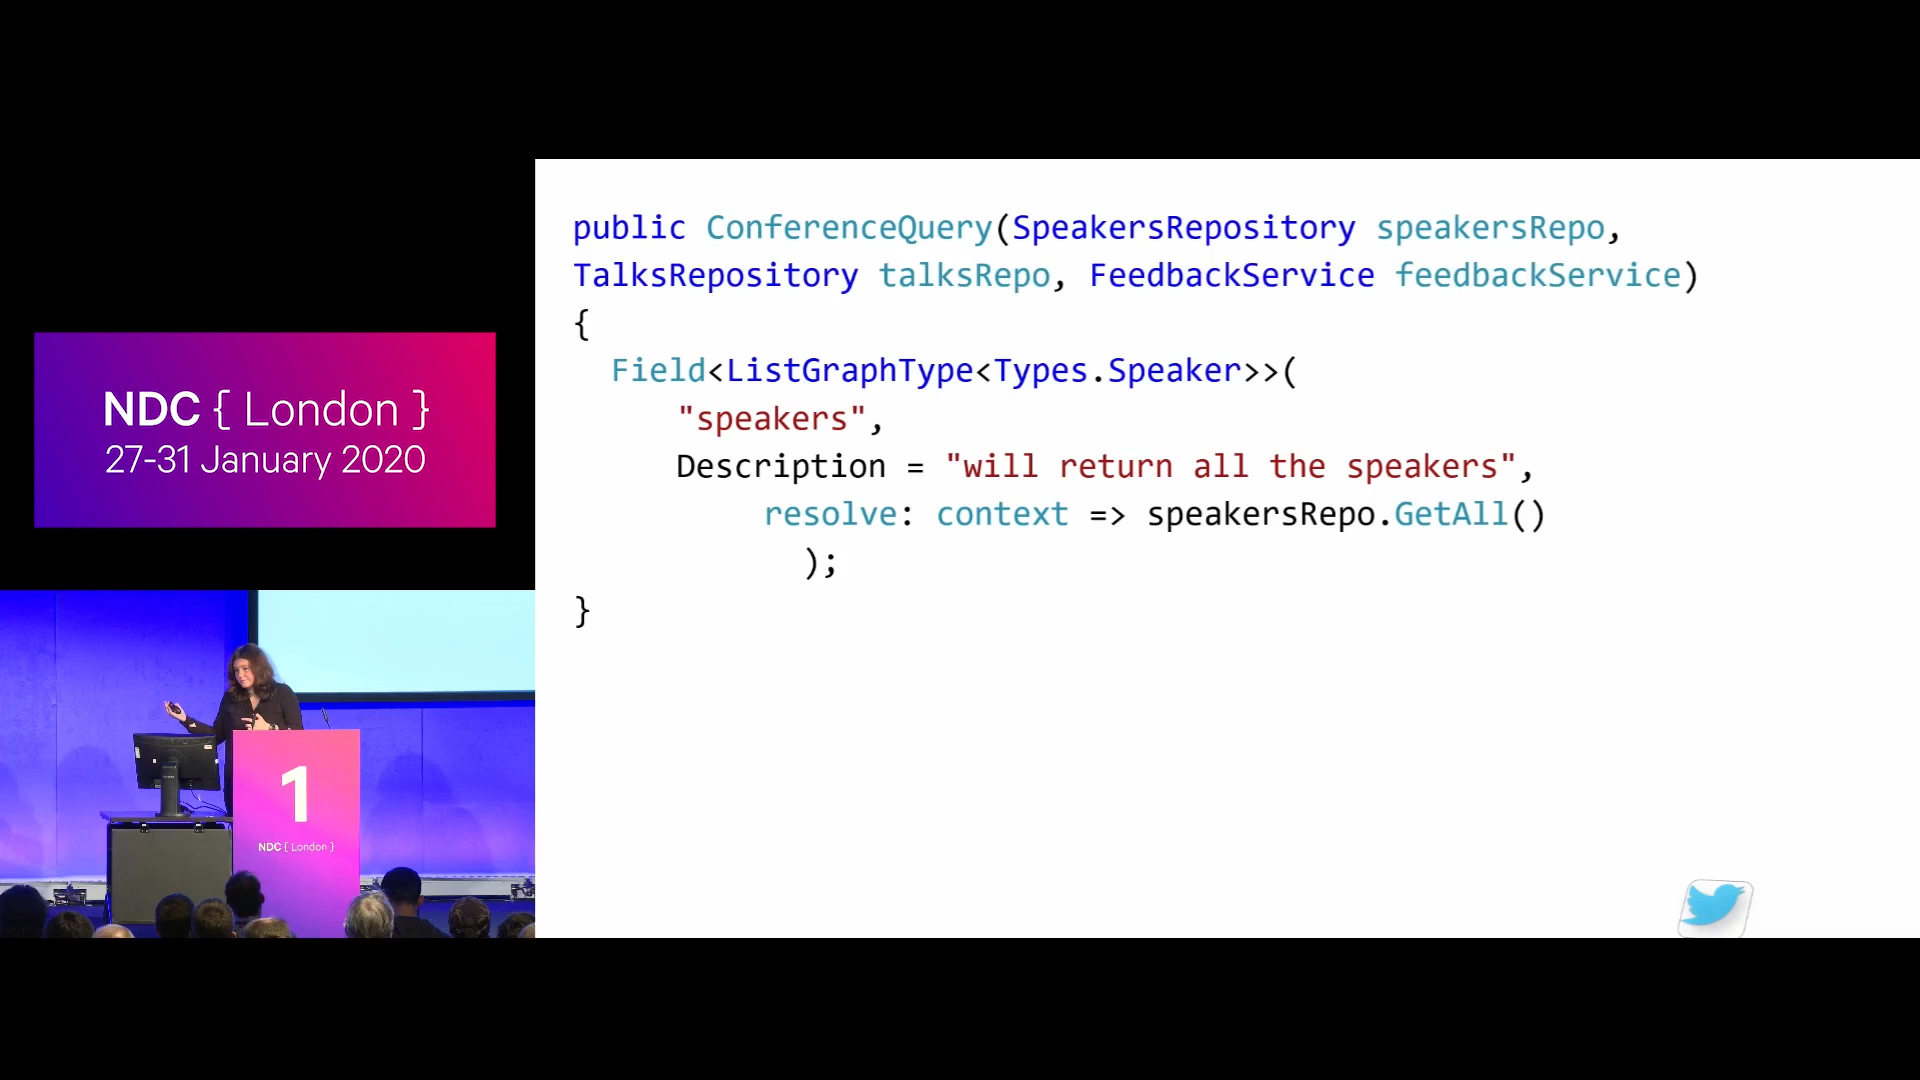 NDC { London }
27-31 January 2020
1
NDC { London }
public ConferenceQuery(SpeakersRepository speakersRepo,
TalksRepository talksRepo, FeedbackService feedbackService)
{
Field<ListGraphType<Types.Speaker>>(
"speakers",
Description = "will return all the speakers",
resolve: context => speakersRepo.GetAll()
);
}